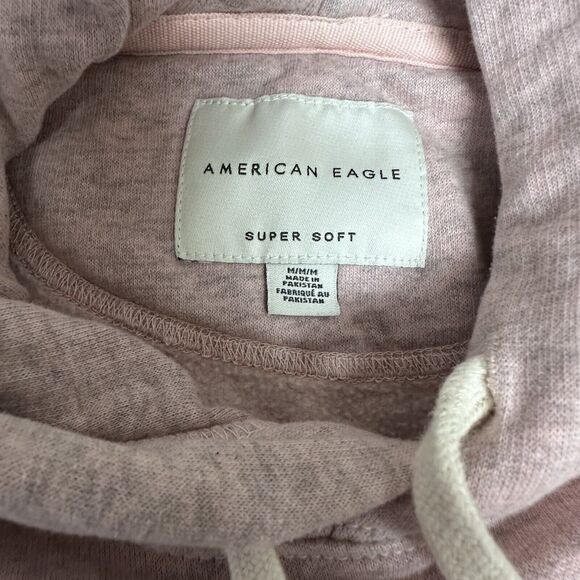 AMERICAN EAGLE
SUPER SOFT
M/M/M
MADE IN
PAKISTAN
FABRIQUÉ AU
PAKISTAN